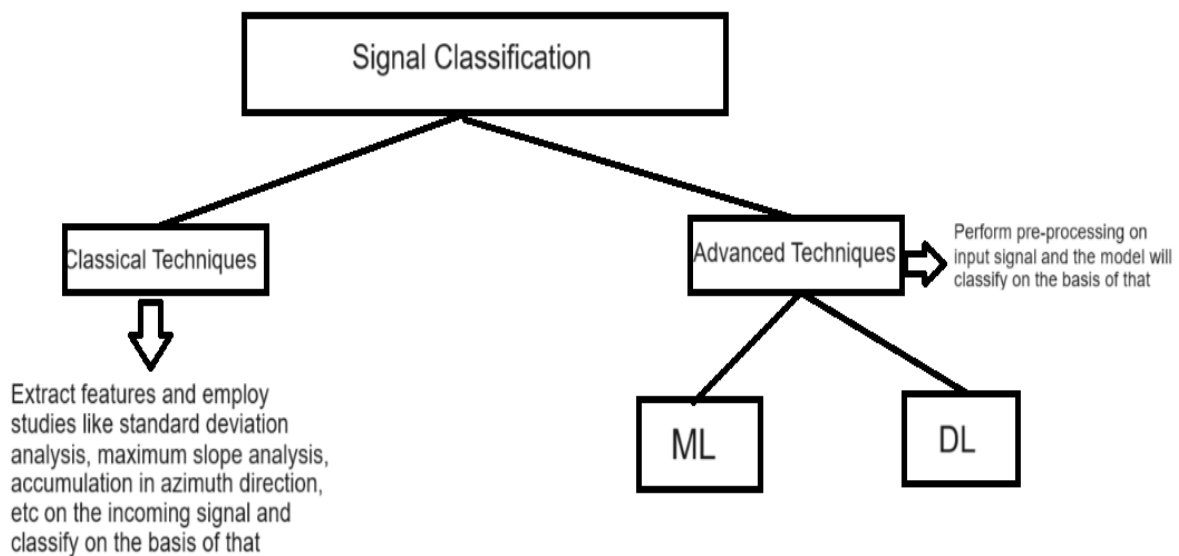 Signal Classification
Classical Techniques
Advanced Techniques
Perform pre-processing on
input signal and the model will
classify on the basis of that
Extract features and employ
studies like standard deviation
analysis, maximum slope analysis,
accumulation in azimuth direction,
etc on the incoming signal and
classify on the basis of that
ML
DL